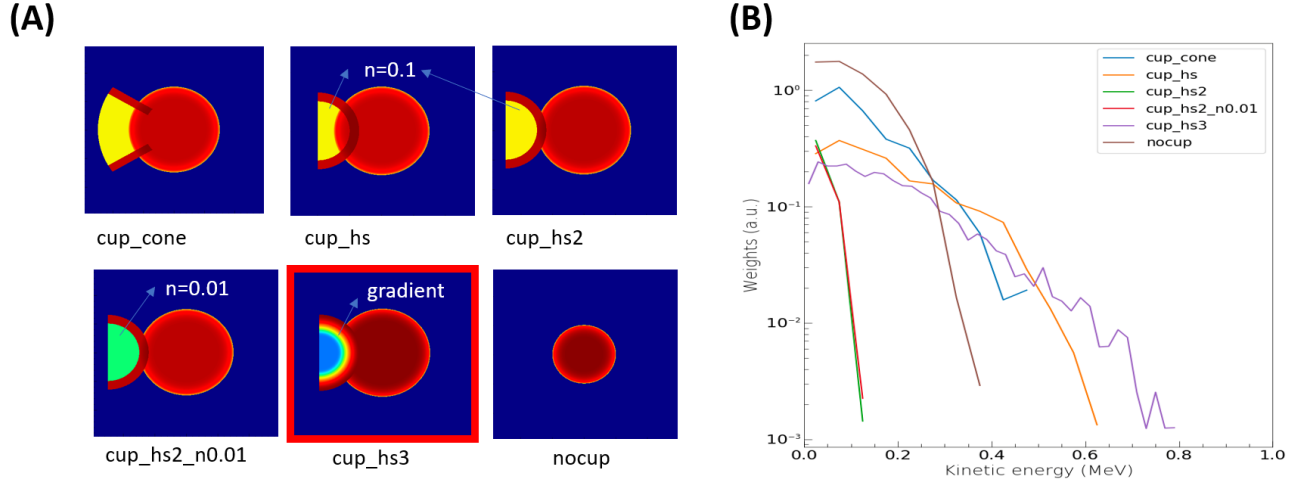 (A)
n=0.1
cup_cone
cup_hs
cup_hs2
n=0.01
gradient
cup_hs2_n0.01
cup_hs3
nocup
(B)
cup_cone
cup_hs
cup_hs2
cup_hs2_n0.01
cup_hs3
nocup
10⁰
10⁻¹
10⁻²
10⁻³
Weights (a.u.)
0.0 0.2 0.4 0.6 0.8 1.0
Kinetic energy (MeV)